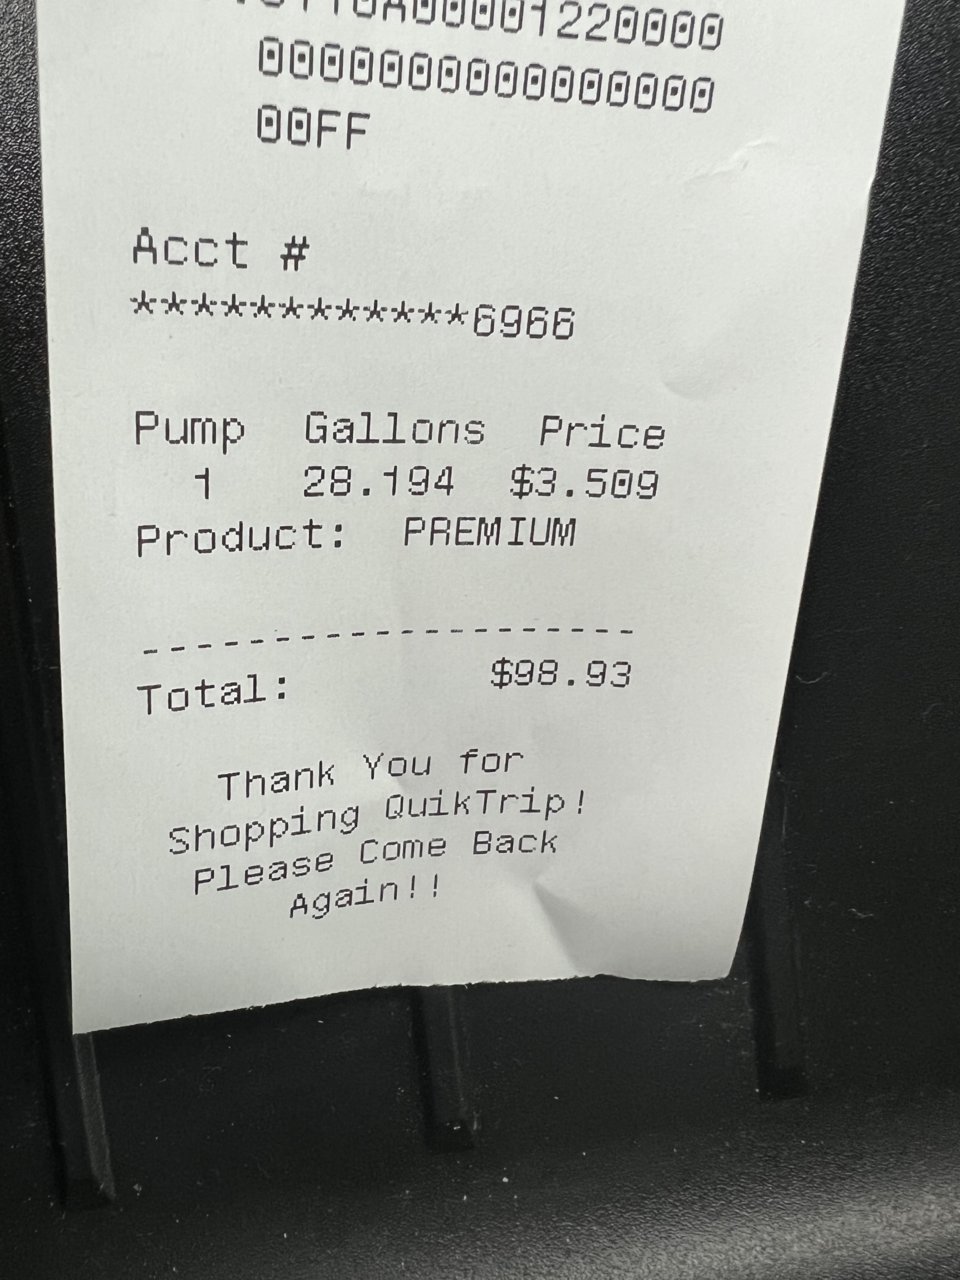 00001220000
0000000000000000
00FF
Acct #
************6966
Pump Gallons Price
1 28.194 $3.509
Product: PREMIUM
--------------------
Total: $98.93
Thank You for
Shopping QuikTrip!
Please Come Back
Again!!